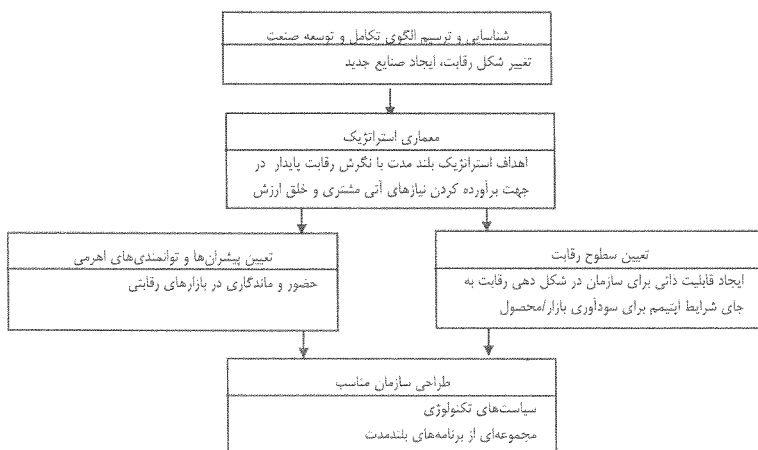 شناسایی و ترسیم الگوی تکامل و توسعه صنعت
تغییر شکل رقابت، ایجاد صنایع جدید
معماری استراتژیک
اهداف استراتژیک بلند مدت با نگرش رقابت پایدار در
جهت برآورده کردن نیازهای آتی مشتری و خلق ارزش
تعیین سطوح رقابت
ایجاد قابلیت ذاتی برای سازمان در شکل دهی رقابت به
جای شرایط اپتیمم برای سودآوری بازار/محصول
تعیین پیشران‌ها و توانمندی‌های اهرمی
حضور و ماندگاری در بازارهای رقابتی
طراحی سازمان مناسب
سیاست‌های تکنولوژی
مجموعه‌ای از برنامه‌های بلندمدت